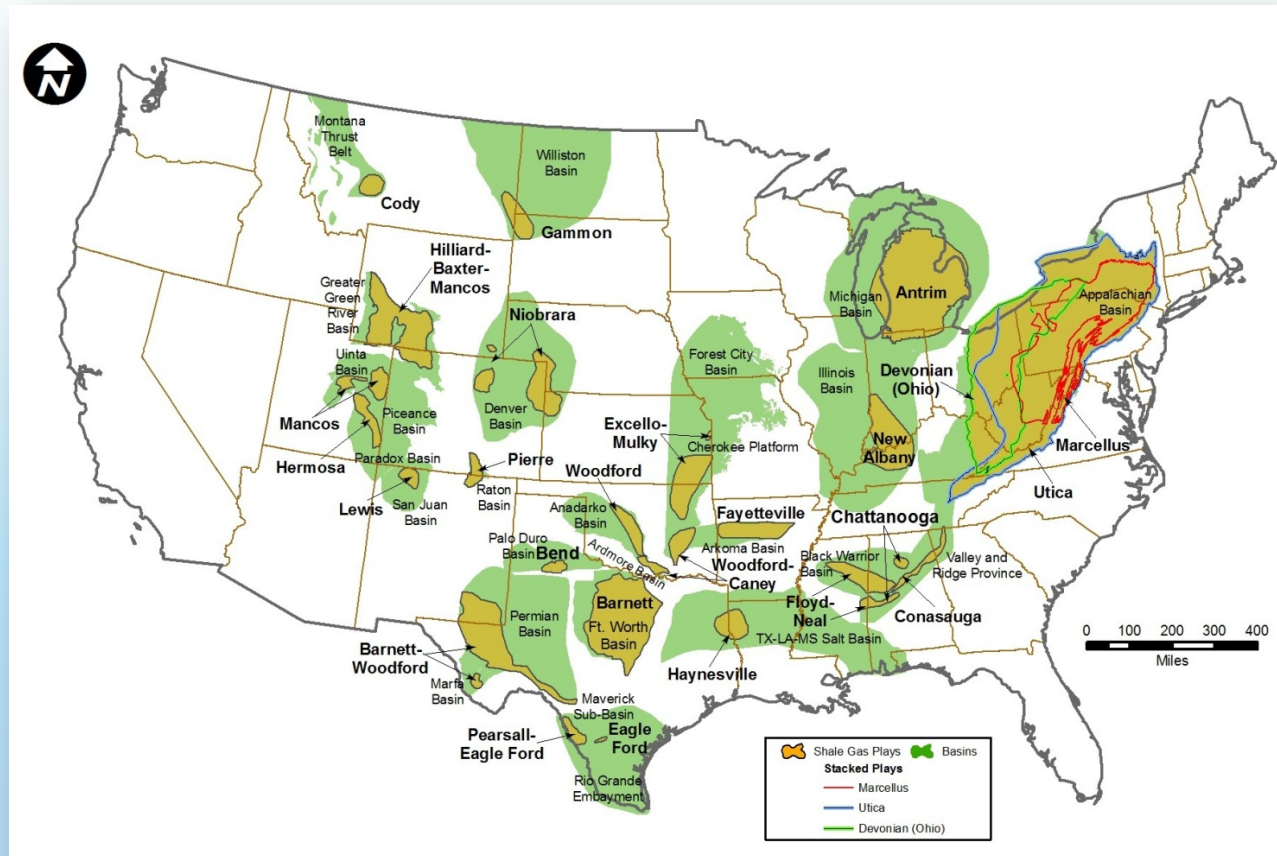 N
Montana
Thrust
Belt
Cody
Williston
Basin
Gammon
Hilliard-
Baxter-
Mancos
Greater
Green
River
Basin
Niobrara
Uinta
Basin
Mancos
Piceance
Basin
Denver
Basin
Hermosa
Paradox Basin
Lewis
San Juan
Basin
Pierre
Raton
Basin
Forest City
Basin
Excello-
Mulky
Cherokee Platform
Woodford
Anadarko
Basin
Palo Duro
Basin
Bend
Ardmore Basin
Fayetteville
Arkoma Basin
Woodford-
Caney
Michigan
Basin
Antrim
Illinois
Basin
New
Albany
Devonian
(Ohio)
Appalachian
Basin
Marcellus
Utica
Chattanooga
Black Warrior
Basin
Valley and
Ridge Province
Floyd-
Neal
Conasauga
TX-LA-MS Salt Basin
Haynesville
Permian
Basin
Barnett
Ft. Worth
Basin
Barnett-
Woodford
Marfa
Basin
Maverick
Sub-Basin
Pearsall-
Eagle Ford
Eagle
Ford
Rio Grande
Embayment
0 100 200 300 400
Miles
Shale Gas Plays Basins
Stacked Plays
Marcellus
Utica
Devonian (Ohio)